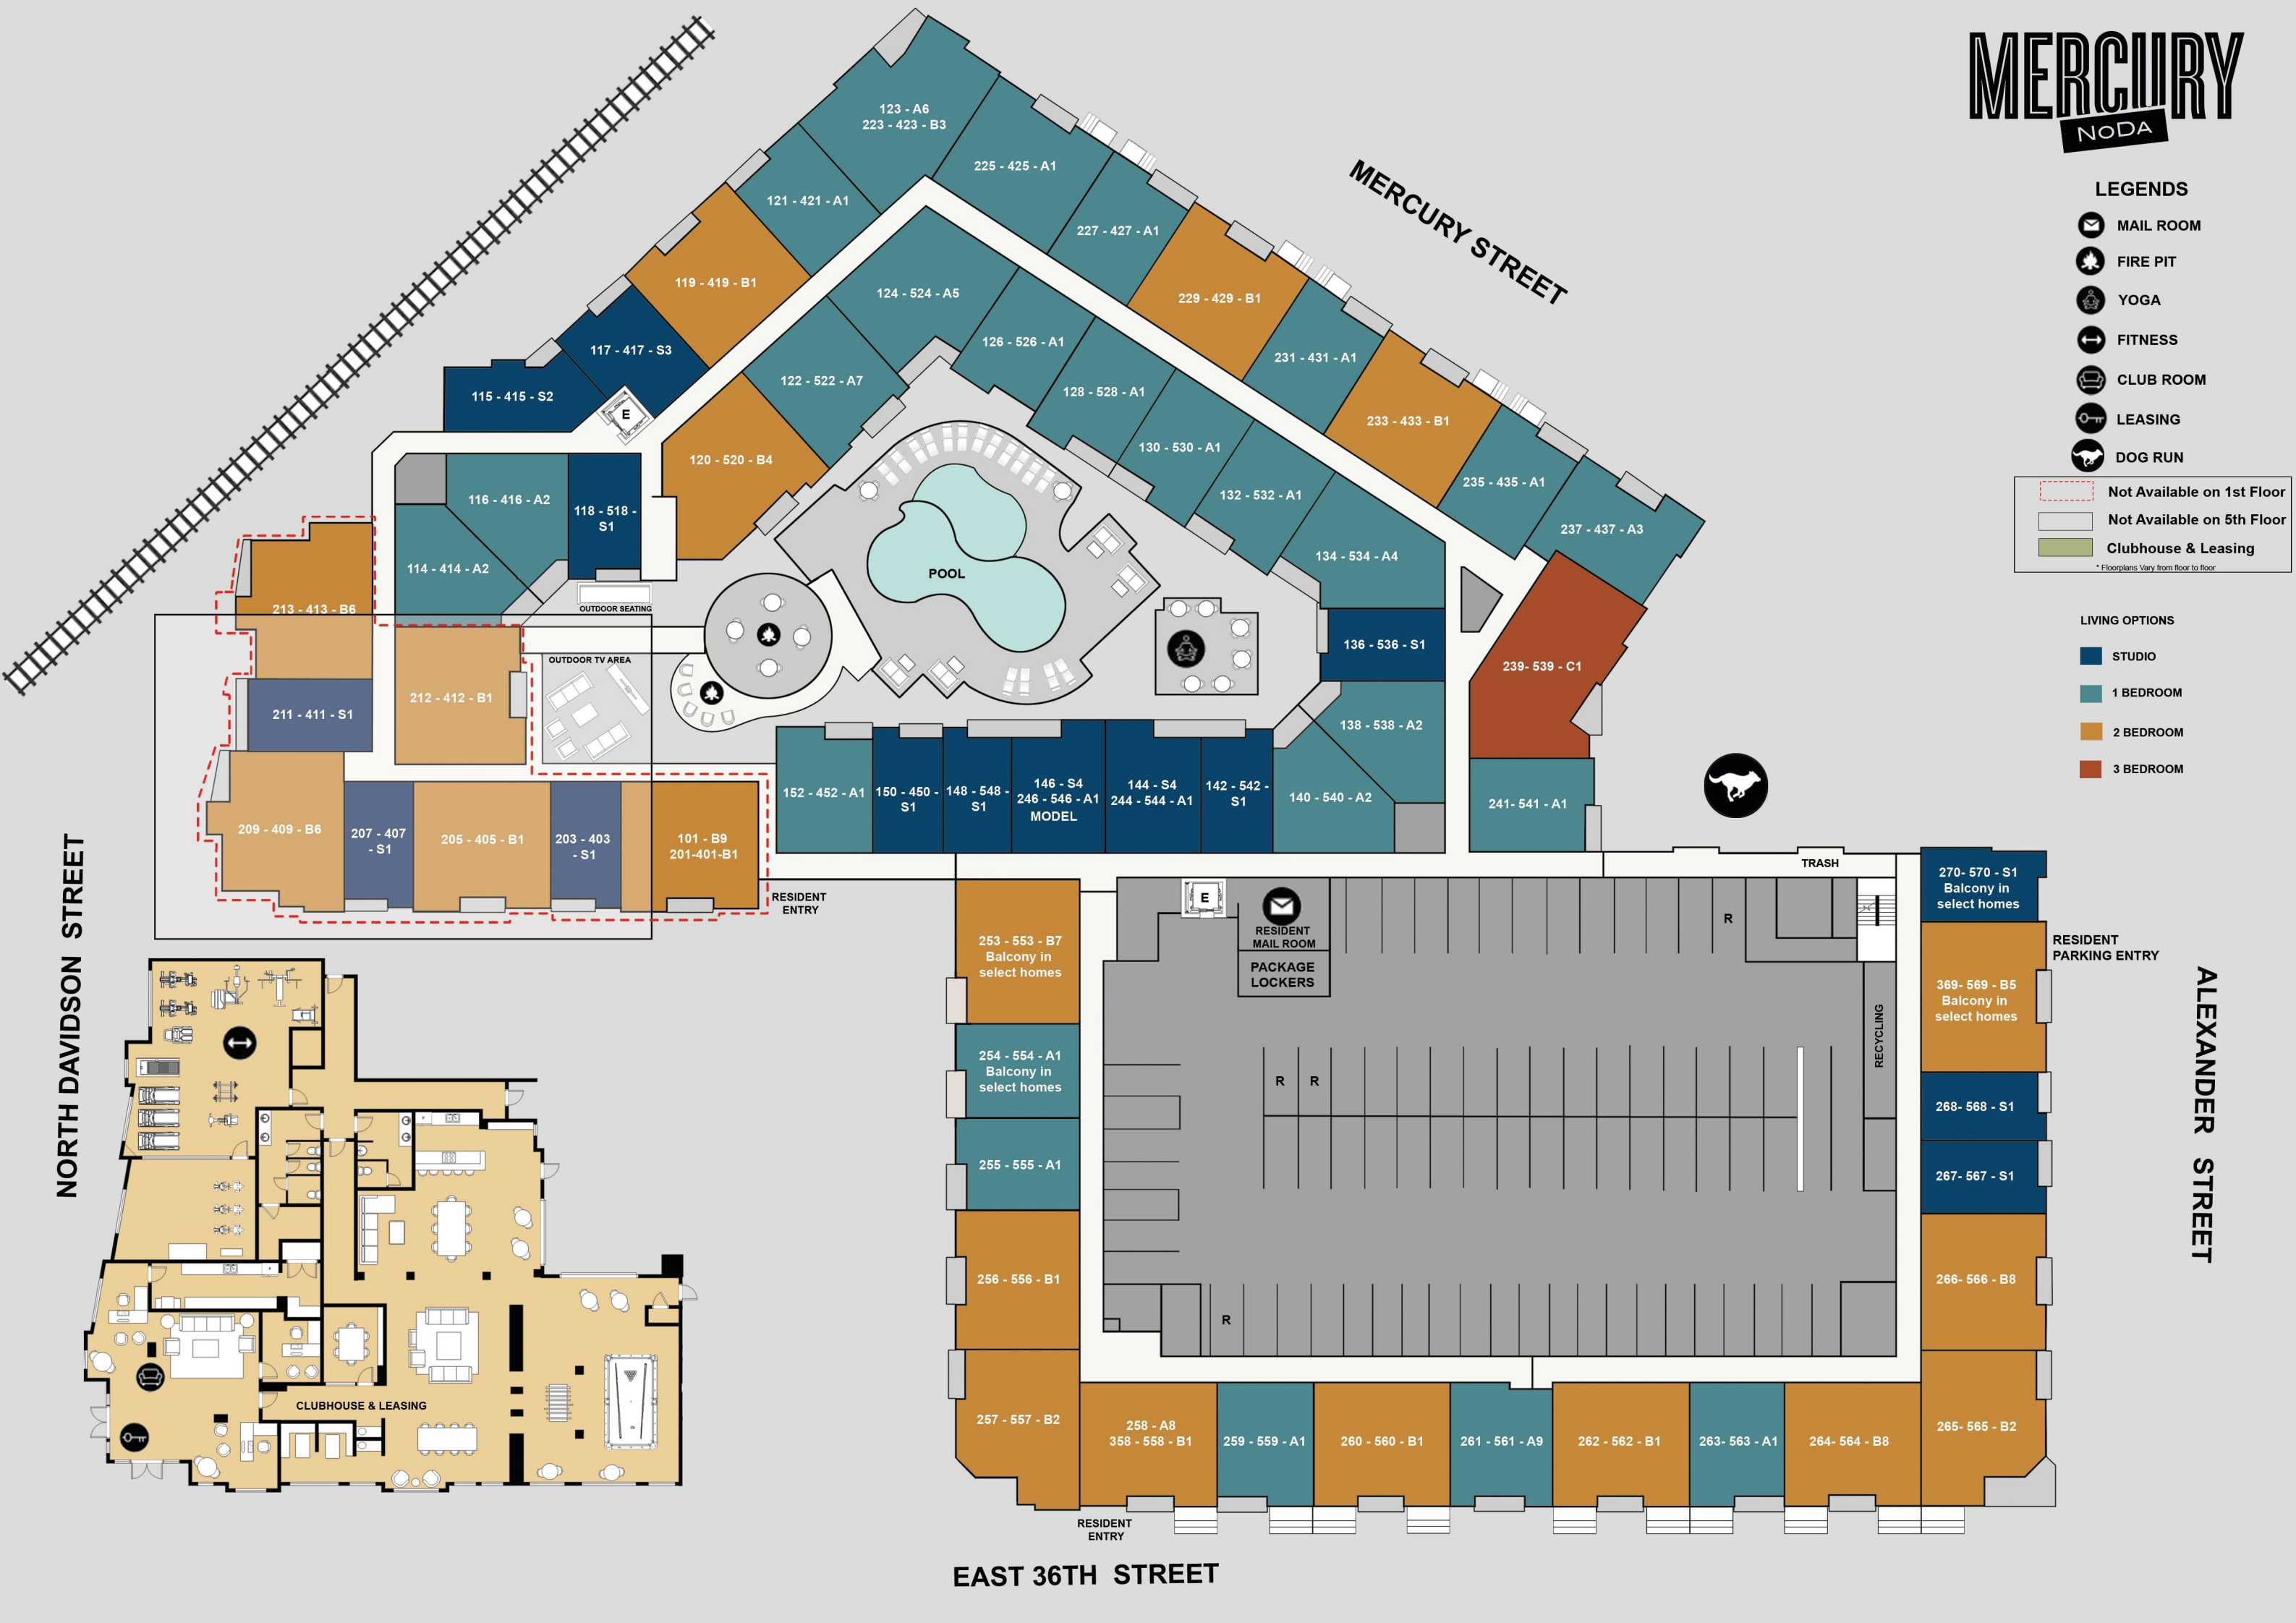 MERCURY
NODA
LEGENDS
MAIL ROOM
FIRE PIT
YOGA
FITNESS
CLUB ROOM
LEASING
DOG RUN
Not Available on 1st Floor
Not Available on 5th Floor
Clubhouse & Leasing
* Floorplans Vary from floor to floor
LIVING OPTIONS
STUDIO
1 BEDROOM
2 BEDROOM
3 BEDROOM
MERCURY STREET
123 - A6
223 - 423 - B3
225 - 425 - A1
121 - 421 - A1
227 - 427 - A1
119 - 419 - B1
229 - 429 - B1
124 - 524 - A5
117 - 417 - S3
126 - 526 - A1
231 - 431 - A1
122 - 522 - A7
115 - 415 - S2
E
128 - 528 - A1
233 - 433 - B1
130 - 530 - A1
120 - 520 - B4
235 - 435 - A1
132 - 532 - A1
116 - 416 - A2
118 - 518 -
S1
237 - 437 - A3
134 - 534 - A4
114 - 414 - A2
POOL
OUTDOOR SEATING
213 - 413 - B6
136 - 536 - S1
239- 539 - C1
OUTDOOR TV AREA
212 - 412 - B1
211 - 411 - S1
138 - 538 - A2
152 - 452 - A1
150 - 450 -
S1
148 - 548 -
S1
146 - S4
246 - 546 - A1
MODEL
144 - S4
244 - 544 - A1
142 - 542 -
S1
140 - 540 - A2
241- 541 - A1
209 - 409 - B6
207 - 407
- S1
205 - 405 - B1
203 - 403
- S1
101 - B9
201-401-B1
RESIDENT
ENTRY
TRASH
270- 570 - S1
Balcony in
select homes
E
RESIDENT
MAIL ROOM
PACKAGE
LOCKERS
R
RESIDENT
PARKING ENTRY
253 - 553 - B7
Balcony in
select homes
369- 569 - B5
Balcony in
select homes
RECYCLING
254 - 554 - A1
Balcony in
select homes
R
R
268- 568 - S1
255 - 555 - A1
267- 567 - S1
256 - 556 - B1
266- 566 - B8
R
257 - 557 - B2
258 - A8
358 - 558 - B1
259 - 559 - A1
260 - 560 - B1
261 - 561 - A9
262 - 562 - B1
263- 563 - A1
264- 564 - B8
265- 565 - B2
RESIDENT
ENTRY
CLUBHOUSE & LEASING
NORTH DAVIDSON STREET
ALEXANDER STREET
EAST 36TH STREET